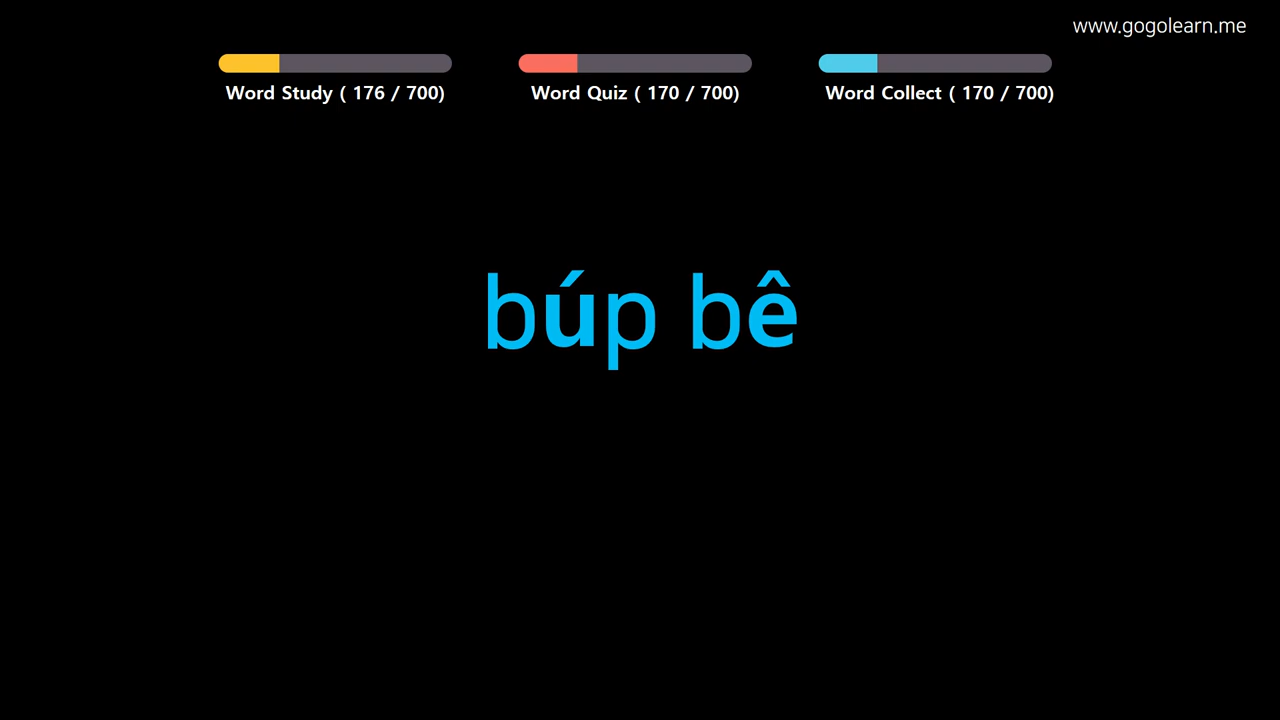 www.gogolearn.me
Word Study ( 176 / 700)
Word Quiz ( 170 / 700)
Word Collect ( 170 / 700)
búp bê